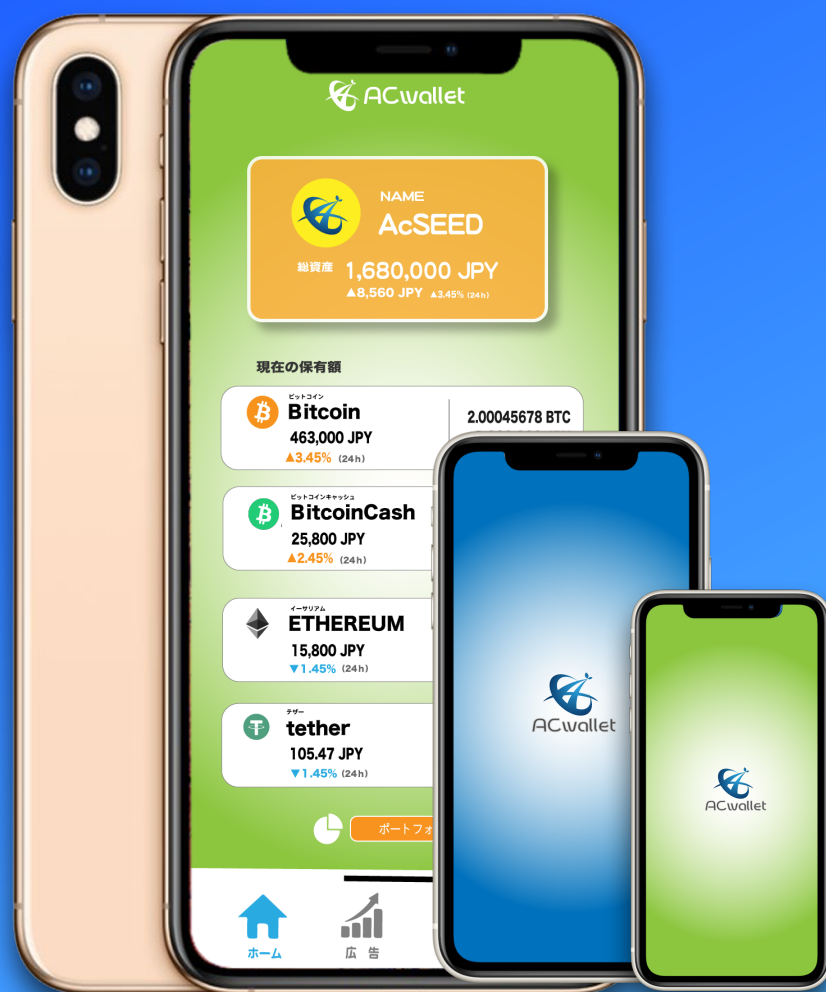 ACwallet
NAME
AcSEED
総資産 1,680,000 JPY
▲8,560 JPY ▲3.45% (24h)
現在の保有額
ビットコイン
Bitcoin
463,000 JPY
▲3.45% (24h)
2.00045678 BTC
ビットコインキャッシュ
BitcoinCash
25,800 JPY
▲2.45% (24h)
イーサリアム
ETHEREUM
15,800 JPY
▼1.45% (24h)
テザー
tether
105.47 JPY
▼1.45% (24h)
ポートフォ
ホーム
広告
ACwallet
ACwallet